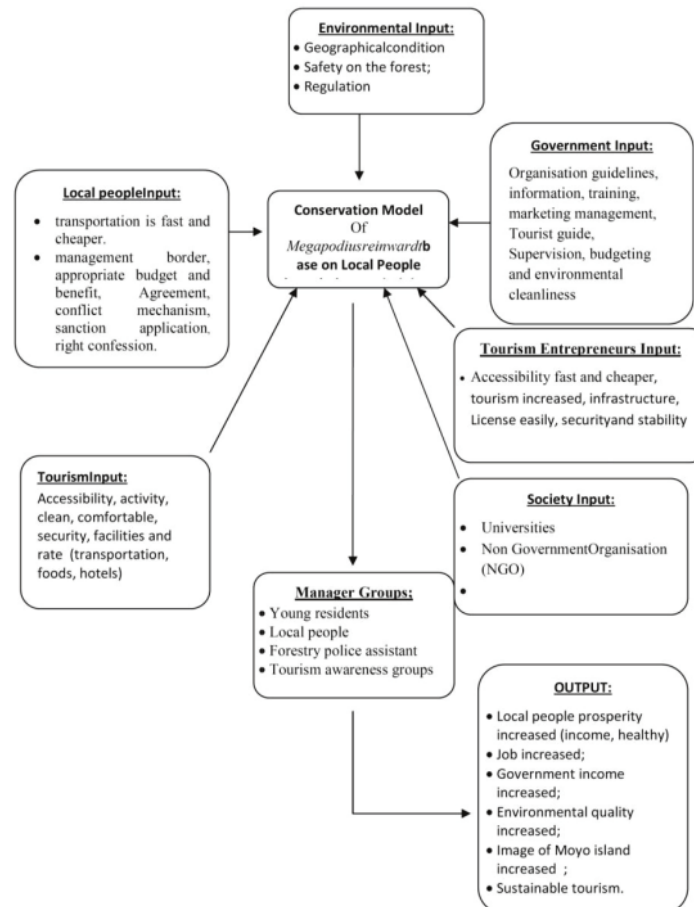 Environmental Input:
• Geographicalcondition
• Safety on the forest;
• Regulation
Government Input:
Organisation guidelines,
information, training,
marketing management,
Tourist guide,
Supervision, budgeting
and environmental
cleanliness
Local peopleInput:
• transportation is fast and
cheaper.
• management border,
appropriate budget and
benefit, Agreement,
conflict mechanism,
sanction application,
right confession.
Conservation Model
Of
Megapodiusreinwardtb
ase on Local People
Tourism Entrepreneurs Input:
• Accessibility fast and cheaper,
tourism increased, infrastructure,
License easily, securityand stability
TourismInput:
Accessibility, activity,
clean, comfortable,
security, facilities and
rate (transportation,
foods, hotels)
Society Input:
• Universities
• Non GovernmentOrganisation
(NGO)
•
Manager Groups:
• Young residents
• Local people
• Forestry police assistant
• Tourism awareness groups
OUTPUT:
• Local people prosperity
increased (income, healthy)
• Job increased;
• Government income
increased;
• Environmental quality
increased;
• Image of Moyo island
increased ;
• Sustainable tourism.